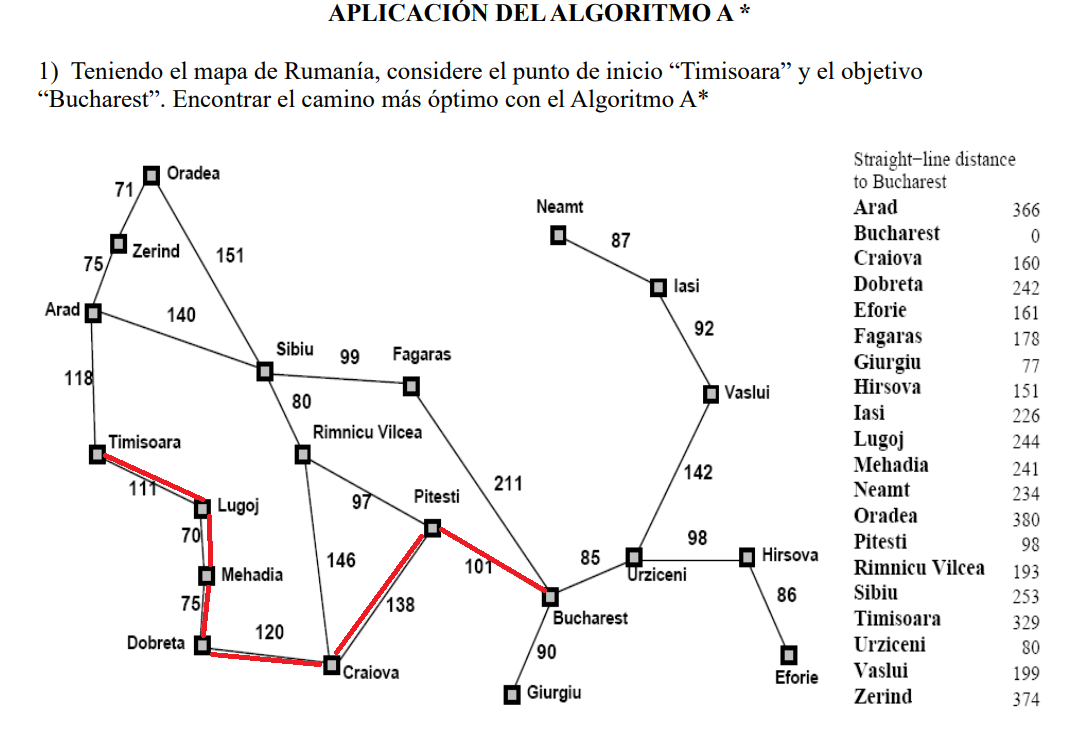 APLICACIÓN DEL ALGORITMO A *
1) Teniendo el mapa de Rumanía, considere el punto de inicio “Timisoara” y el objetivo
“Bucharest”. Encontrar el camino más óptimo con el Algoritmo A*
Oradea
71
Zerind
151
75
Arad
140
118
Sibiu
99
Fagaras
80
Rimnicu Vilcea
Timisoara
111
Lugoj
70
Mehadia
75
Dobreta
120
Craiova
146
97
Pitesti
138
101
211
Bucharest
90
Giurgiu
85
Urziceni
98
Hirsova
86
Eforie
142
Vaslui
92
Iasi
87
Neamt
Straight-line distance
to Bucharest
Arad 366
Bucharest 0
Craiova 160
Dobreta 242
Eforie 161
Fagaras 178
Giurgiu 77
Hirsova 151
Iasi 226
Lugoj 244
Mehadia 241
Neamt 234
Oradea 380
Pitesti 98
Rimnicu Vilcea 193
Sibiu 253
Timisoara 329
Urziceni 80
Vaslui 199
Zerind 374